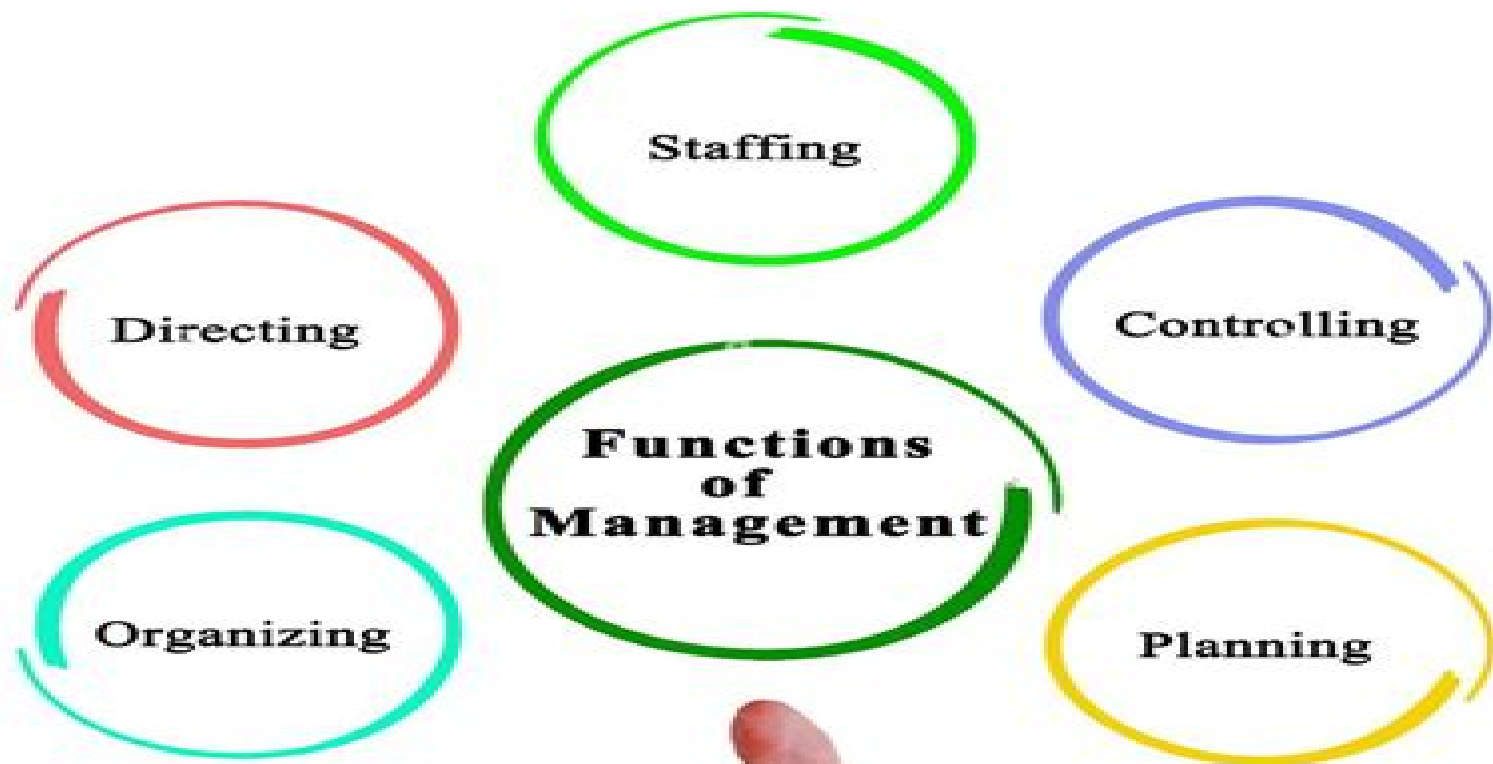 Staffing
Directing
Controlling
Functions
of
Management
Organizing
Planning